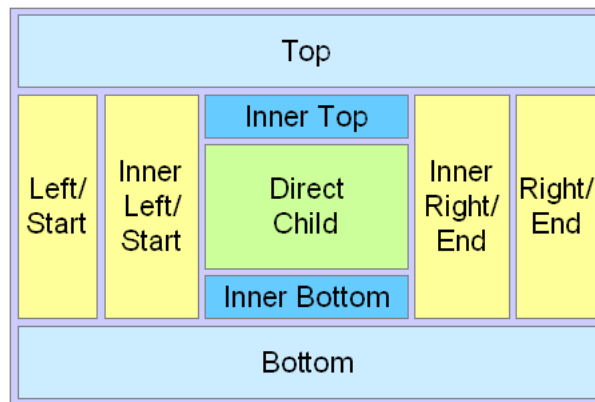 Top
Inner Top
Left/
Start
Inner
Left/
Start
Direct
Child
Inner
Right/
End
Right/
End
Inner Bottom
Bottom